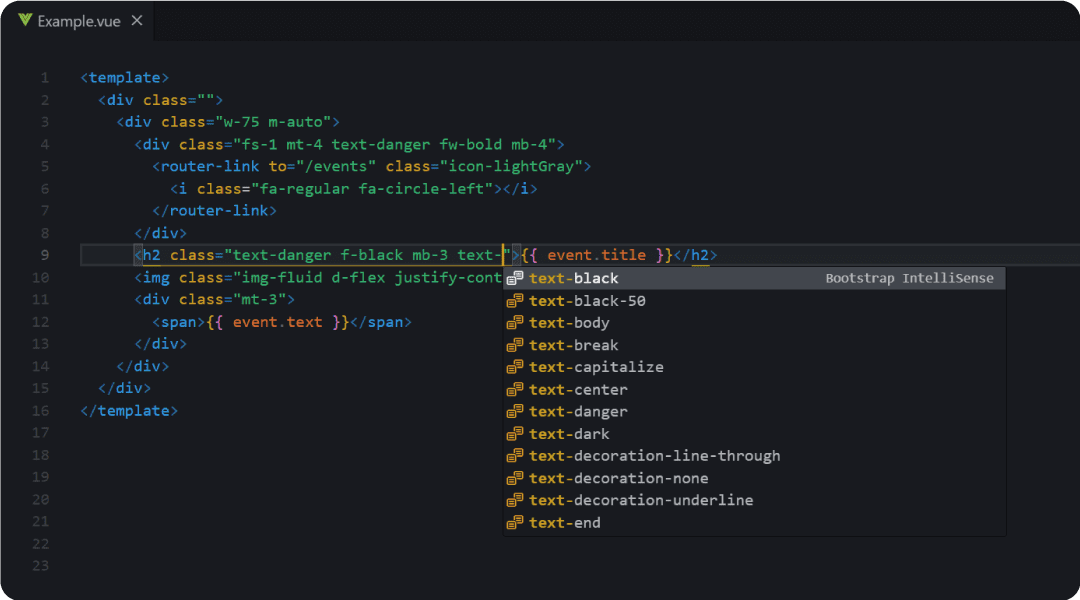 Example.vue
1 <template>
2 <div class="">
3 <div class="w-75 m-auto">
4 <div class="fs-1 mt-4 text-danger fw-bold mb-4">
5 <router-link to="/events" class="icon-lightGray">
6 <i class="fa-regular fa-circle-left"></i>
7 </router-link>
8 </div>
9 <h2 class="text-danger f-black mb-3 text-">{{ event.title }}</h2>
10 <img class="img-fluid d-flex justify-cont
11 <div class="mt-3">
12 <span>{{ event.text }}</span>
13 </div>
14 </div>
15 </div>
16 </template>
17
18
19
20
21
22
23
text-black Bootstrap IntelliSense
text-black-50
text-body
text-break
text-capitalize
text-center
text-danger
text-dark
text-decoration-line-through
text-decoration-none
text-decoration-underline
text-end